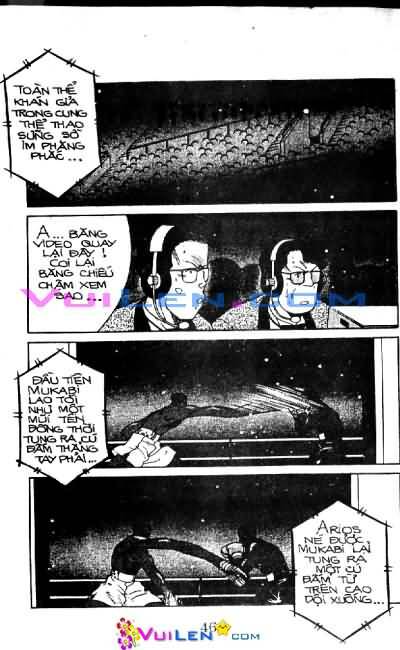 TOÀN THỂ
KHÁN GIẢ
TRONG CUNG
THỂ THAO
SỮNG SỜ
IM PHĂNG
PHẮC...
A... BĂNG
VIDEO QUAY
LẠI ĐÂY!
COI LẠI
BĂNG CHIẾU
CHẬM XEM
SAO...
VUILEN.COM
ĐẦU TIÊN
MUKABI
LAO TỚI
NHƯ MỘT
MŨI TÊN
ĐỒNG THỜI
TUNG RA CÚ
ĐẤM THẲNG
TAY PHẢI...
ARIOS
NÉ ĐƯỢC
MUKABI LẠI
TUNG RA
MỘT CÚ
ĐẤM TỪ
TRÊN CAO
DỘI XUỐNG...
46
VUILEN.COM